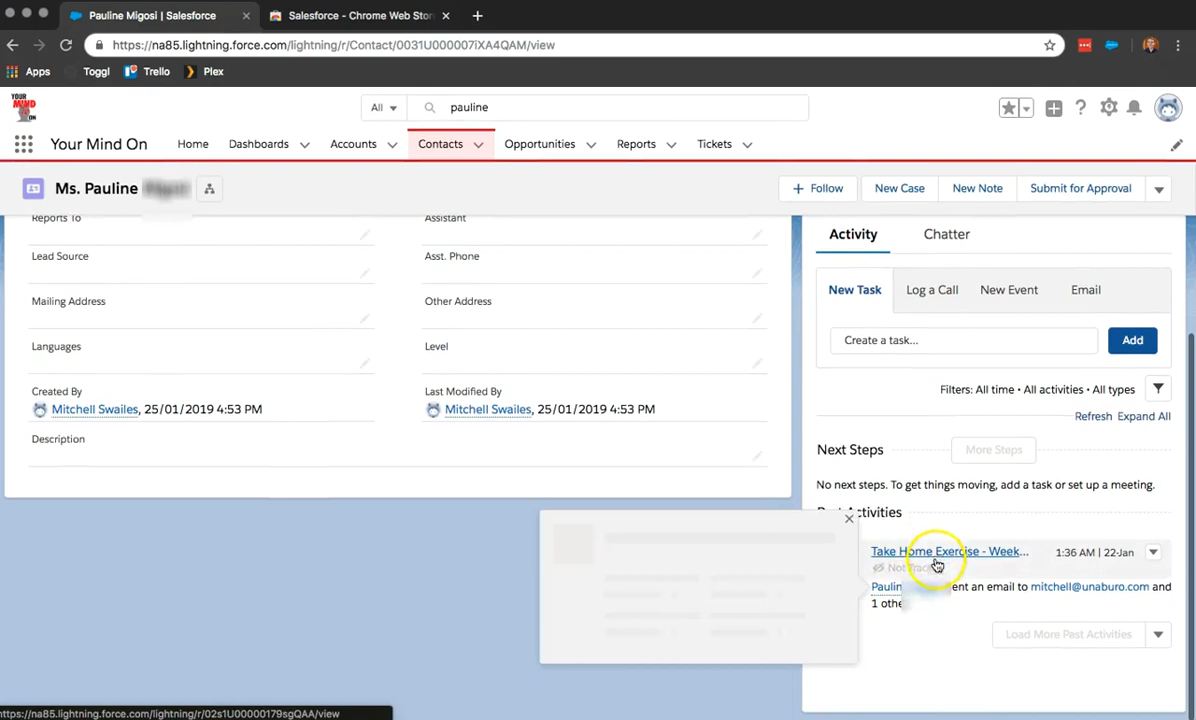 Pauline Migosi | Salesforce
Salesforce - Chrome Web Stor
https://na85.lightning.force.com/lightning/r/Contact/0031U000007iXA4QAM/view
Apps Toggl Trello Plex
YOUR MIND ON
All pauline
Your Mind On Home Dashboards Accounts Contacts Opportunities Reports Tickets
Ms. Pauline
+ Follow New Case New Note Submit for Approval
Reports To Assistant
Lead Source Asst. Phone
Mailing Address Other Address
Languages Level
Created By Last Modified By
Mitchell Swailes, 25/01/2019 4:53 PM Mitchell Swailes, 25/01/2019 4:53 PM
Description
Activity Chatter
New Task Log a Call New Event Email
Create a task... Add
Filters: All time • All activities • All types
Refresh Expand All
Next Steps More Steps
No next steps. To get things moving, add a task or set up a meeting.
Activities
Take Home Exercise - Week... 1:36 AM | 22-Jan
Not
ent an email to mitchell@unaburo.com and
1 othe
Load More Past Activities
https://na85.lightning.force.com/lightning/r/02s1U00000179sgQAA/view